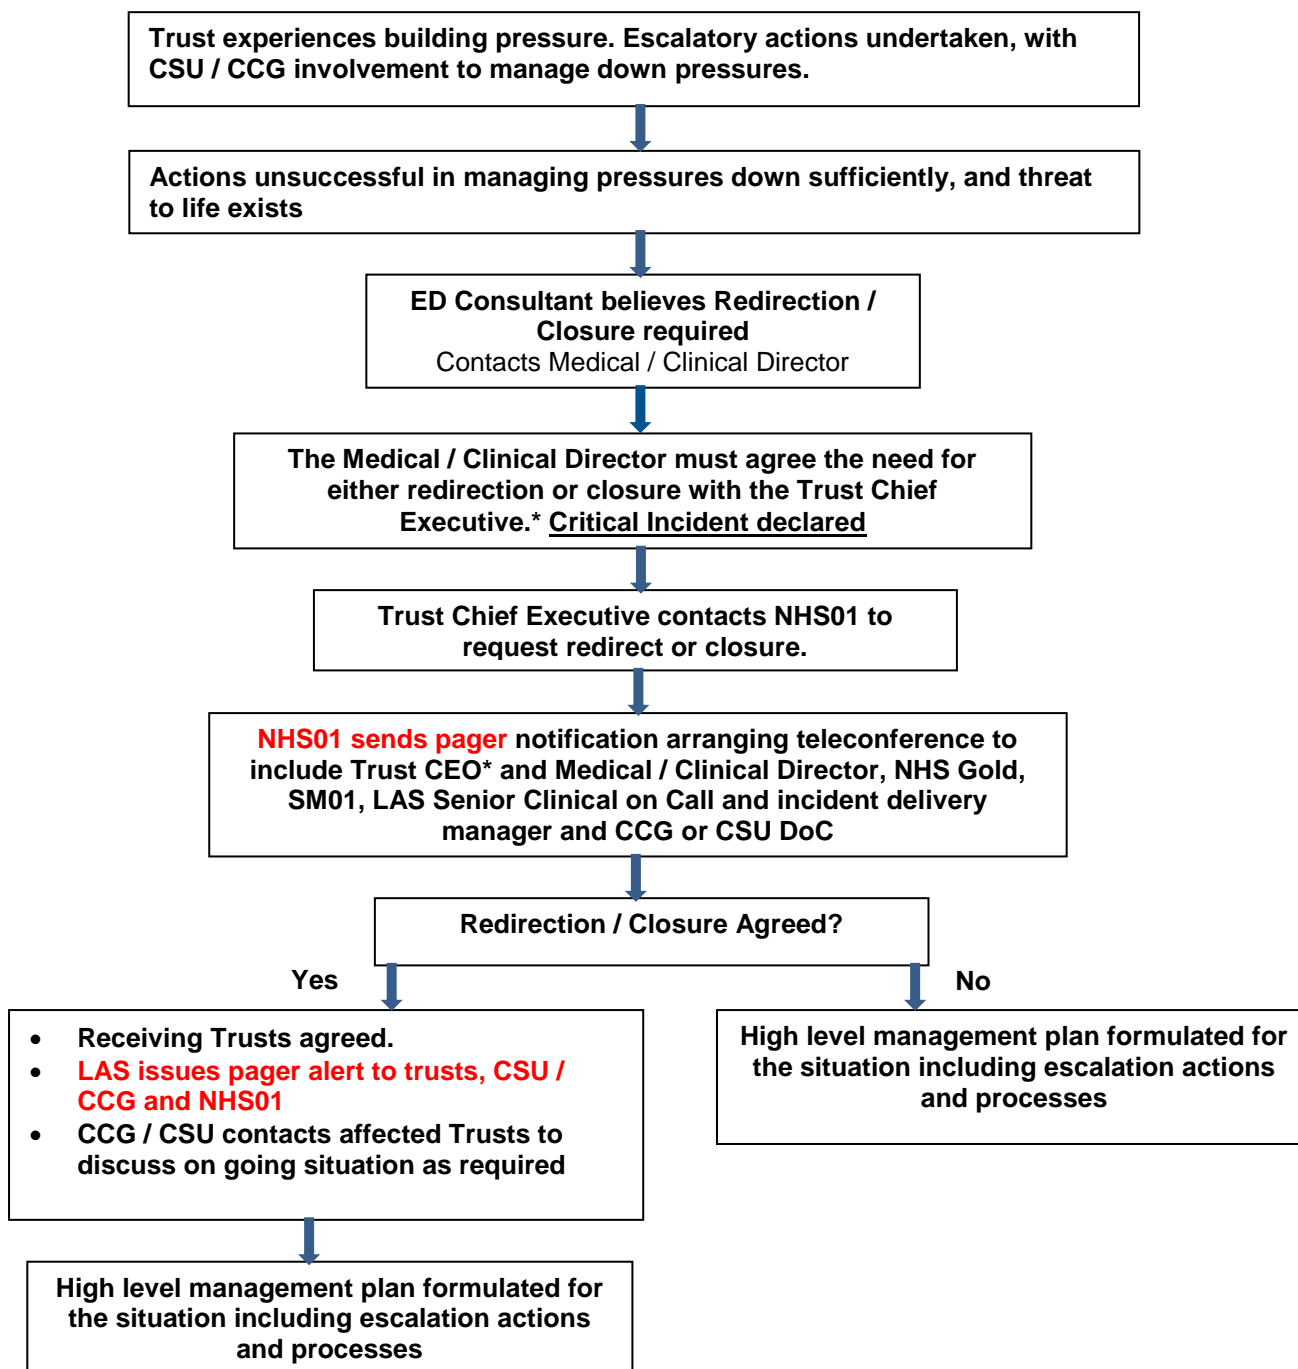 Trust experiences building pressure. Escalatory actions undertaken, with
CSU / CCG involvement to manage down pressures.
Actions unsuccessful in managing pressures down sufficiently, and threat
to life exists
ED Consultant believes Redirection /
Closure required
Contacts Medical / Clinical Director
The Medical / Clinical Director must agree the need for
either redirection or closure with the Trust Chief
Executive.* Critical Incident declared
Trust Chief Executive contacts NHS01 to
request redirect or closure.
NHS01 sends pager notification arranging teleconference to
include Trust CEO* and Medical / Clinical Director, NHS Gold,
SM01, LAS Senior Clinical on Call and incident delivery
manager and CCG or CSU DoC
Redirection / Closure Agreed?
Yes
No
• Receiving Trusts agreed.
• LAS issues pager alert to trusts, CSU /
CCG and NHS01
• CCG / CSU contacts affected Trusts to
discuss on going situation as required
High level management plan formulated for
the situation including escalation actions
and processes
High level management plan formulated for
the situation including escalation actions
and processes